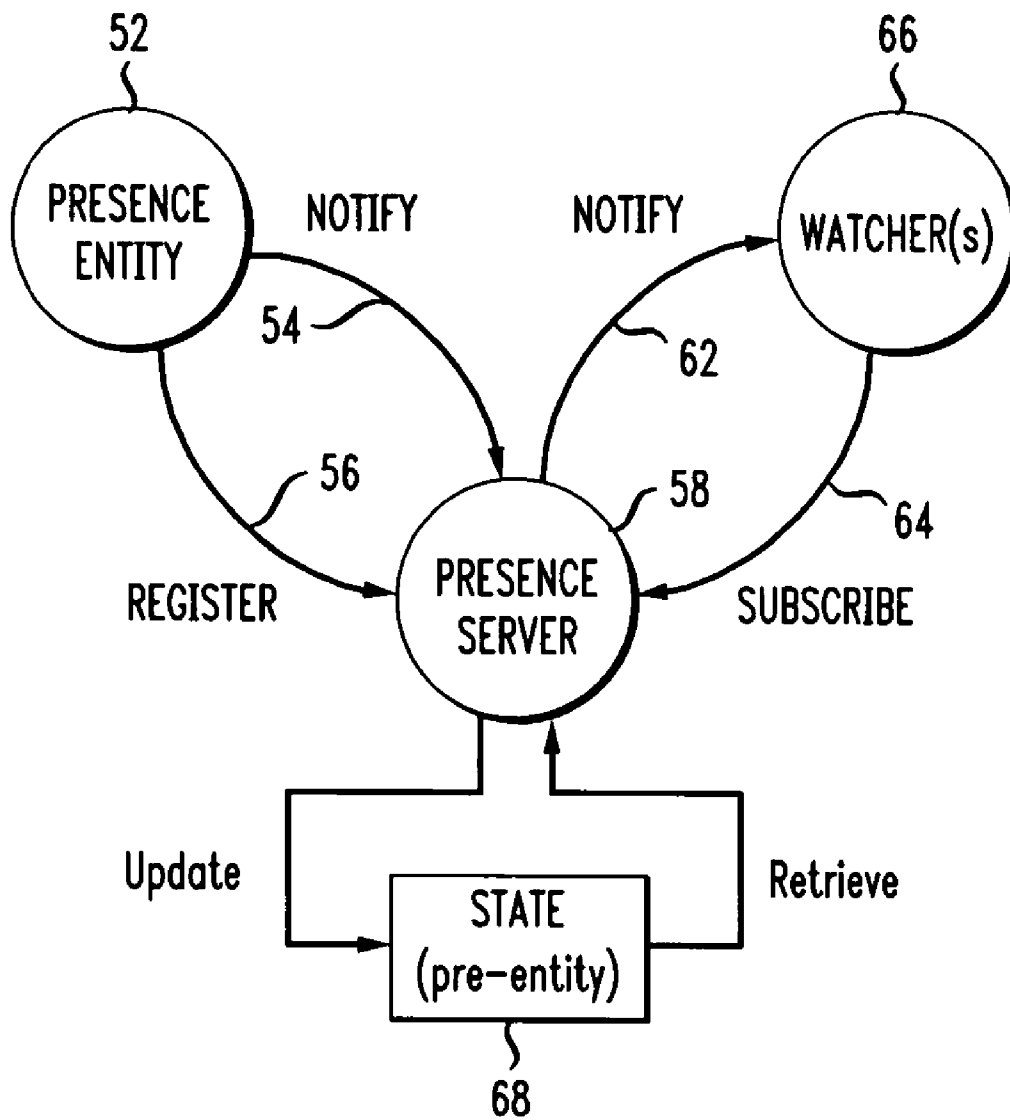 52
66
PRESENCE
ENTITY
NOTIFY
NOTIFY
WATCHER(s)
54
62
56
58
64
REGISTER
PRESENCE
SERVER
SUBSCRIBE
Update
STATE
(pre-entity)
Retrieve
68